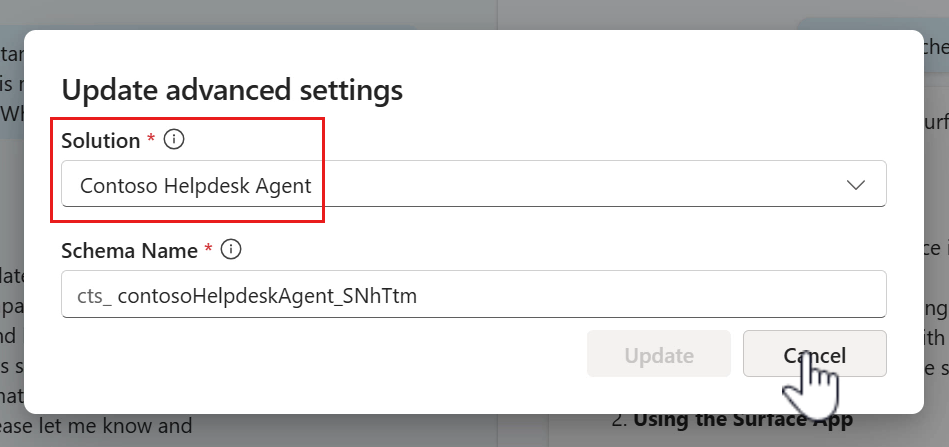 Update advanced settings
Solution *
Contoso Helpdesk Agent
Schema Name *
cts_ contosoHelpdeskAgent_SNhTtm
Update
Cancel
2. Using the Surface App
ease let me know and